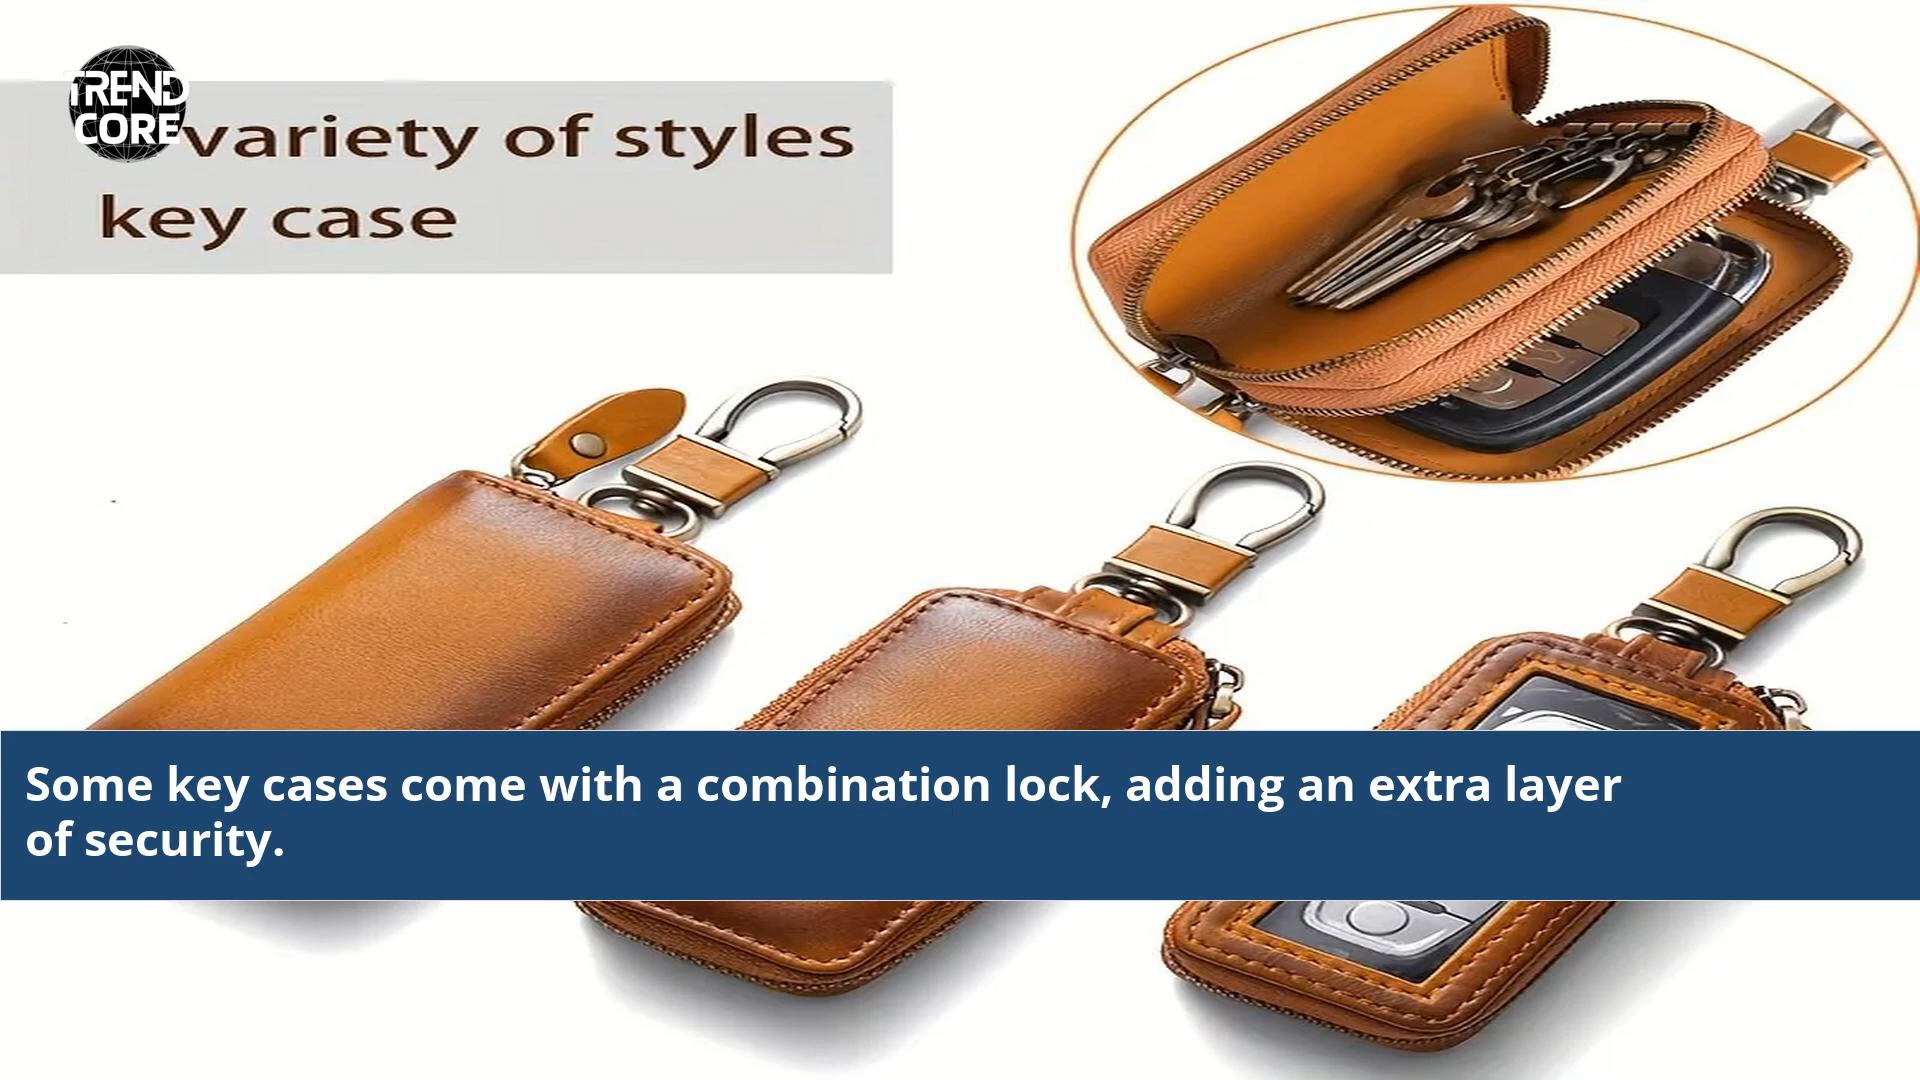 TREND
CORE
variety of styles
key case
Some key cases come with a combination lock, adding an extra layer
of security.